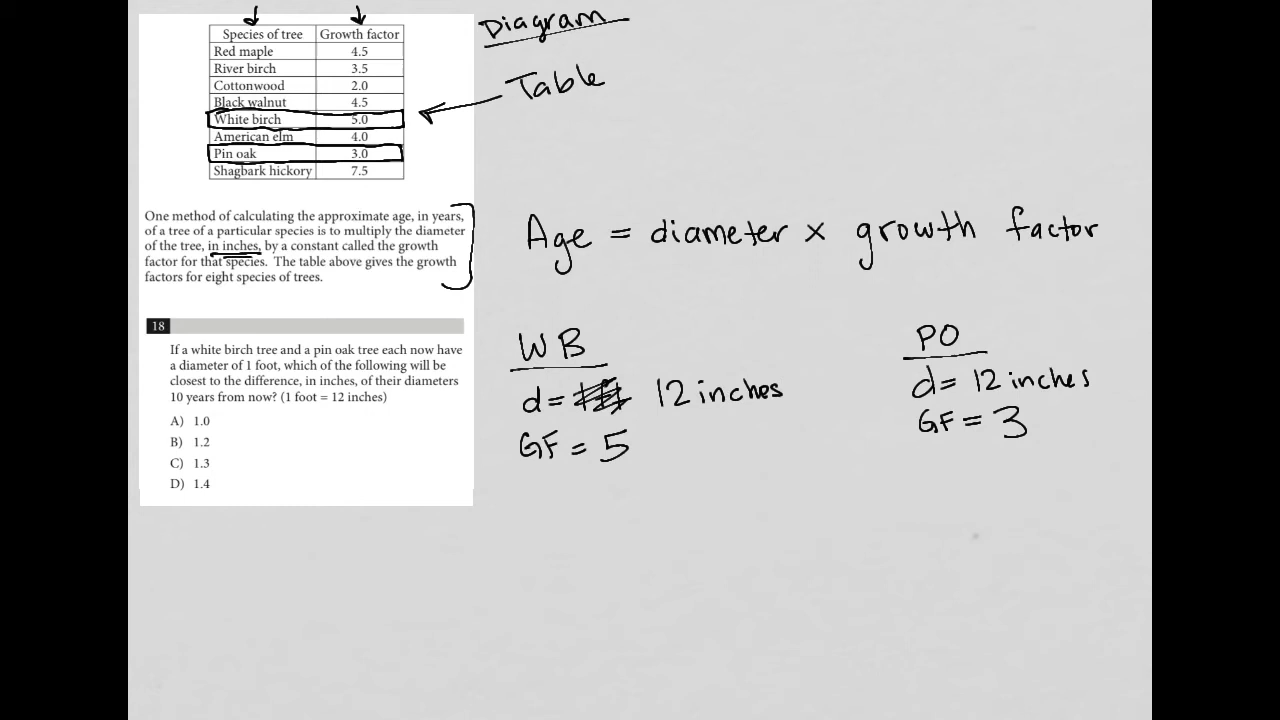 Diagram
Species of tree Growth factor
Red maple 4.5
River birch 3.5
Cottonwood 2.0
Black walnut 4.5
White birch 5.0
American elm 4.0
Pin oak 3.0
Shagbark hickory 7.5
Table
One method of calculating the approximate age, in years,
of a tree of a particular species is to multiply the diameter
of the tree, in inches, by a constant called the growth
factor for that species. The table above gives the growth
factors for eight species of trees.
Age = diameter x growth factor
18
If a white birch tree and a pin oak tree each now have
a diameter of 1 foot, which of the following will be
closest to the difference, in inches, of their diameters
10 years from now? (1 foot = 12 inches)
A) 1.0
B) 1.2
C) 1.3
D) 1.4
WB
d = 12 inches
GF = 5
PO
d = 12 inches
GF = 3